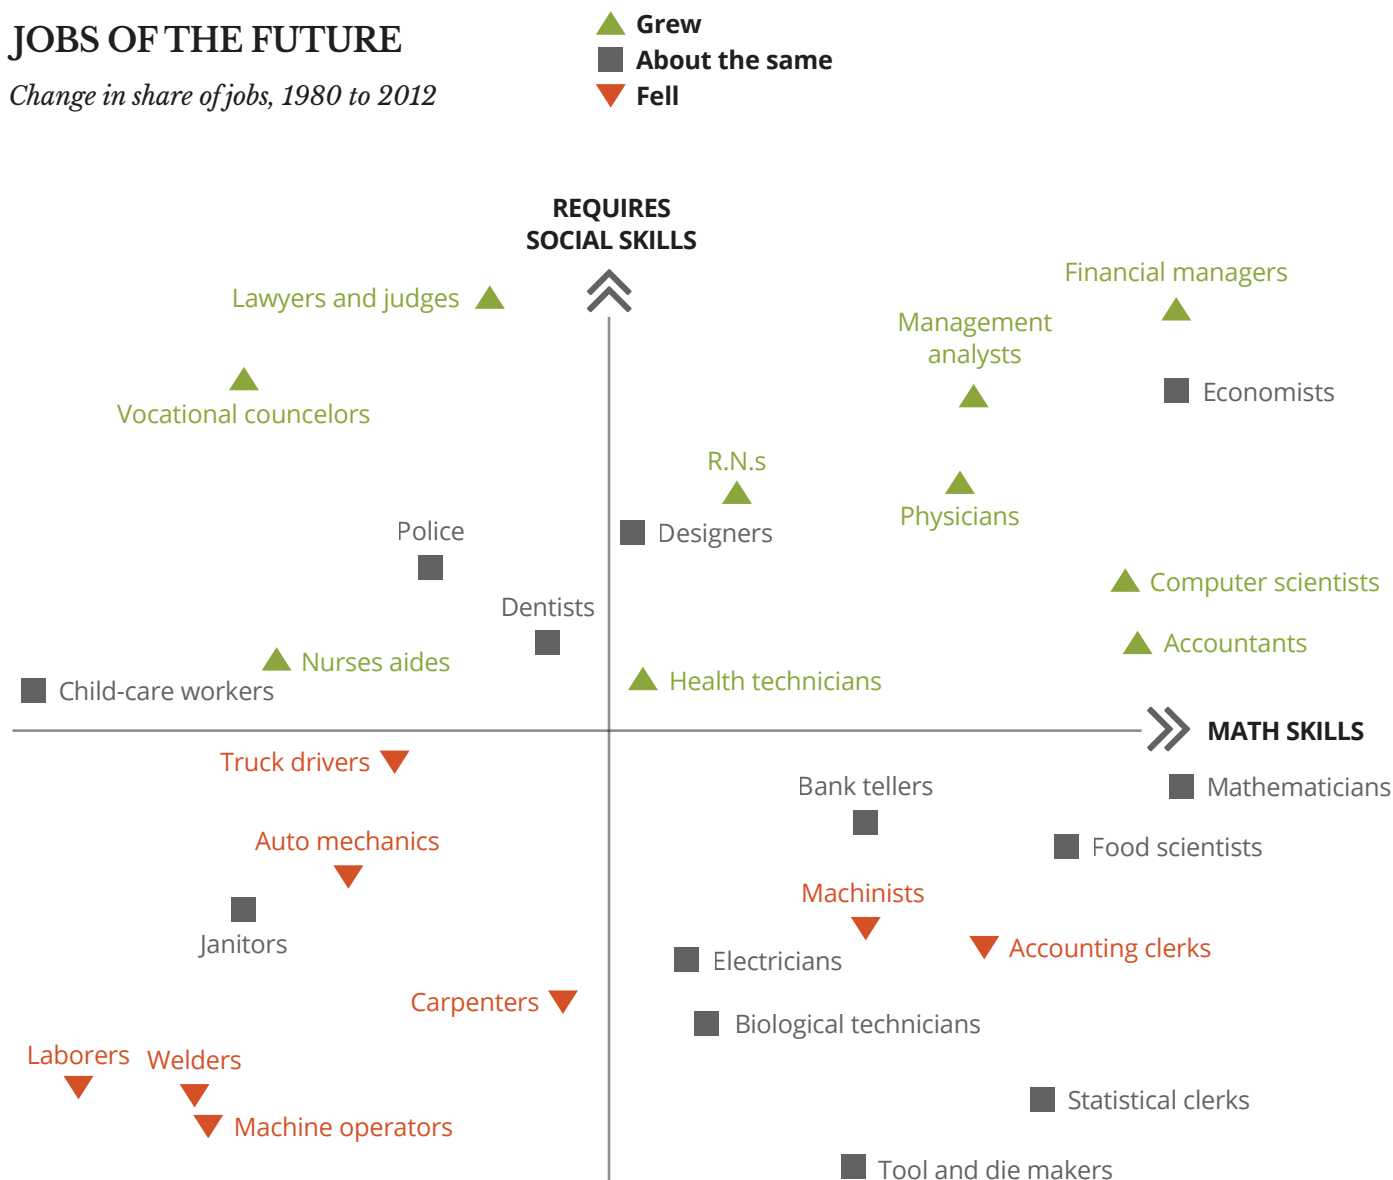 JOBS OF THE FUTURE
Change in share of jobs, 1980 to 2012
Grew
About the same
Fell
REQUIRES
SOCIAL SKILLS
Financial managers
Lawyers and judges
Management
analysts
Economists
Vocational councelors
R.N.s
Physicians
Police
Designers
Computer scientists
Dentists
Accountants
Nurses aides
Health technicians
Child-care workers
MATH SKILLS
Truck drivers
Bank tellers
Mathematicians
Auto mechanics
Food scientists
Machinists
Janitors
Accounting clerks
Electricians
Carpenters
Biological technicians
Laborers
Welders
Statistical clerks
Machine operators
Tool and die makers